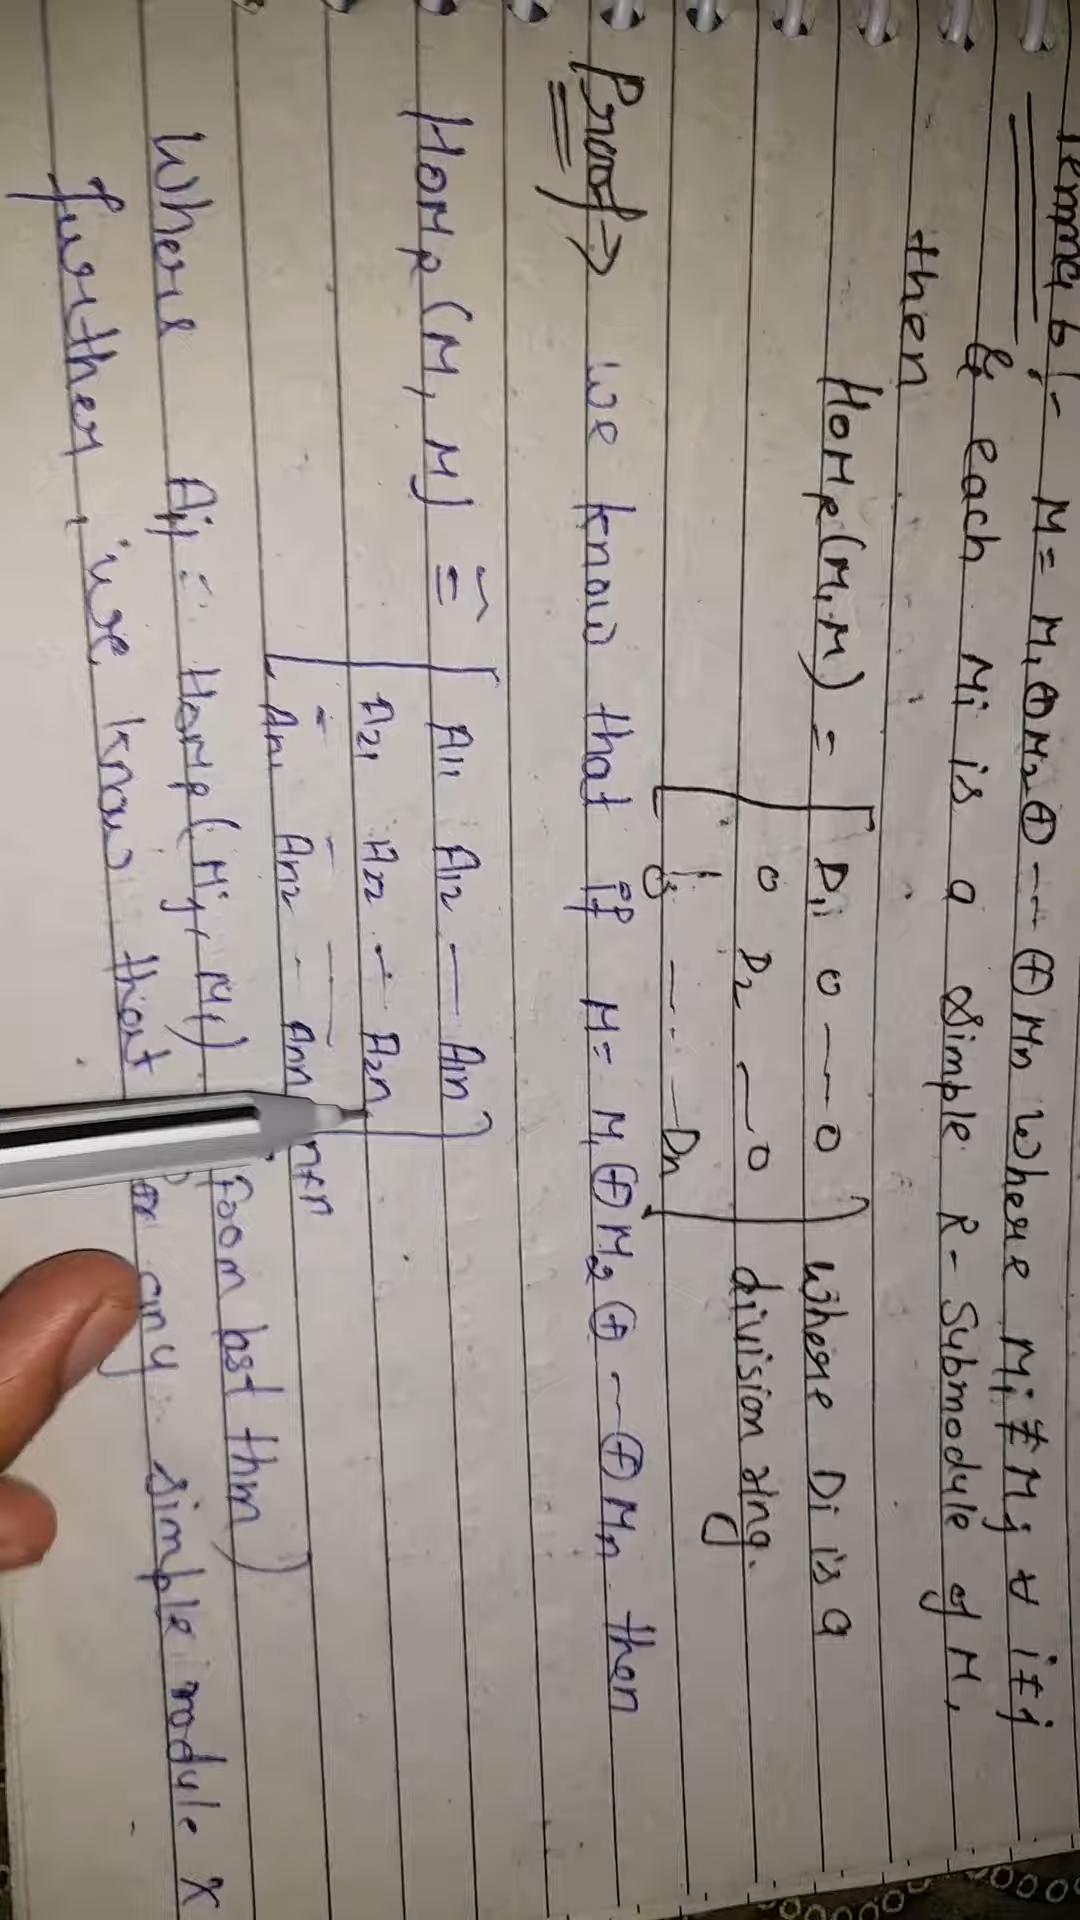 Lemma 6 :- M = M₁⊕M₂⊕---⊕Mn where Mi ≠ Mj ∀ i≠j
& each Mi is a simple R-Submodule of M,
then
HomR(M,M) = [ D1 0 — 0 ] where Di is a
0 D2 — 0 division ring.
0 --- Dn
Proof → we know that if M = M₁⊕M₂⊕---⊕Mn then
HomR(M,M) ≅ [ A11 A12 — A1n ]
A21 A22 - A2n
An1 An2 - - Ann n×n
where Aij = HomR(Mj, Mi) from last thm)
further, we know that any simple module X